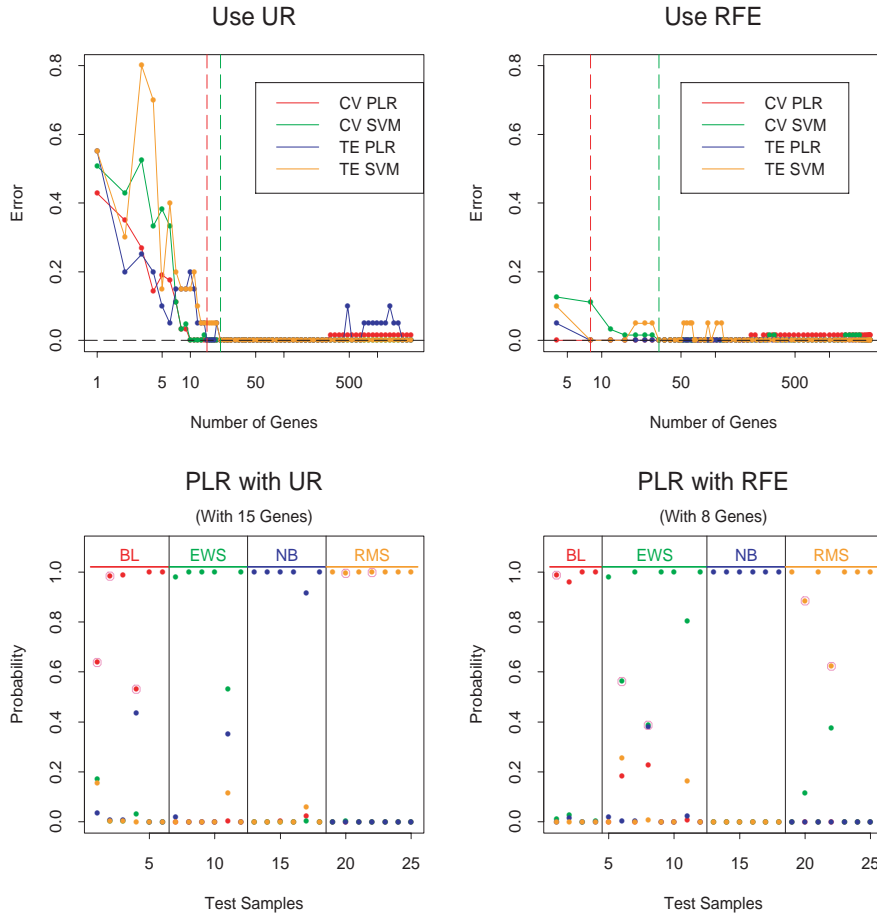 Use UR
0.8
0.6
0.4
0.2
0.0
Error
CV PLR
CV SVM
TE PLR
TE SVM
1 5 10 50 500
Number of Genes
Use RFE
0.8
0.6
0.4
0.2
0.0
Error
CV PLR
CV SVM
TE PLR
TE SVM
5 10 50 500
Number of Genes
PLR with UR
(With 15 Genes)
BL EWS NB RMS
1.0
0.8
0.6
0.4
0.2
0.0
Probability
5 10 15 20 25
Test Samples
PLR with RFE
(With 8 Genes)
BL EWS NB RMS
1.0
0.8
0.6
0.4
0.2
0.0
Probability
5 10 15 20 25
Test Samples